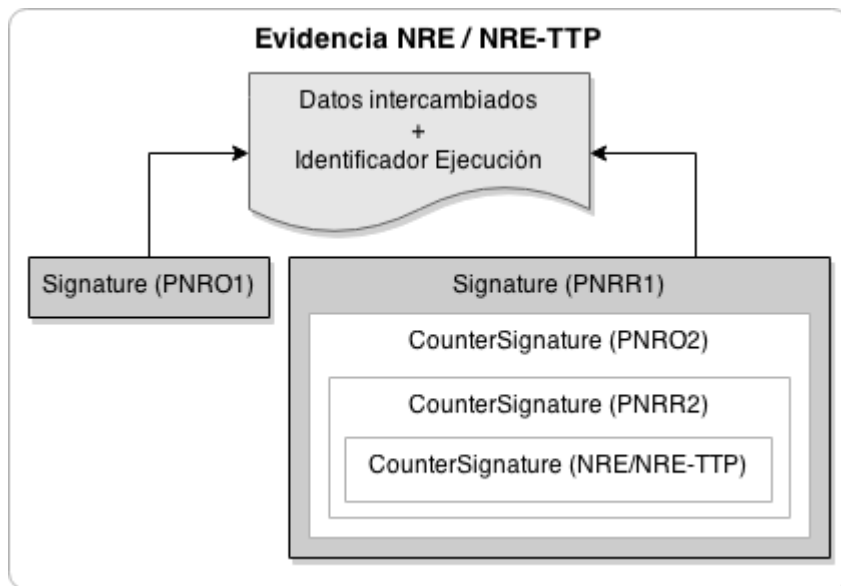 Evidencia NRE / NRE-TTP
Datos intercambiados
+
Identificador Ejecución
Signature (PNRO1)
Signature (PNRR1)
CounterSignature (PNRO2)
CounterSignature (PNRR2)
CounterSignature (NRE/NRE-TTP)